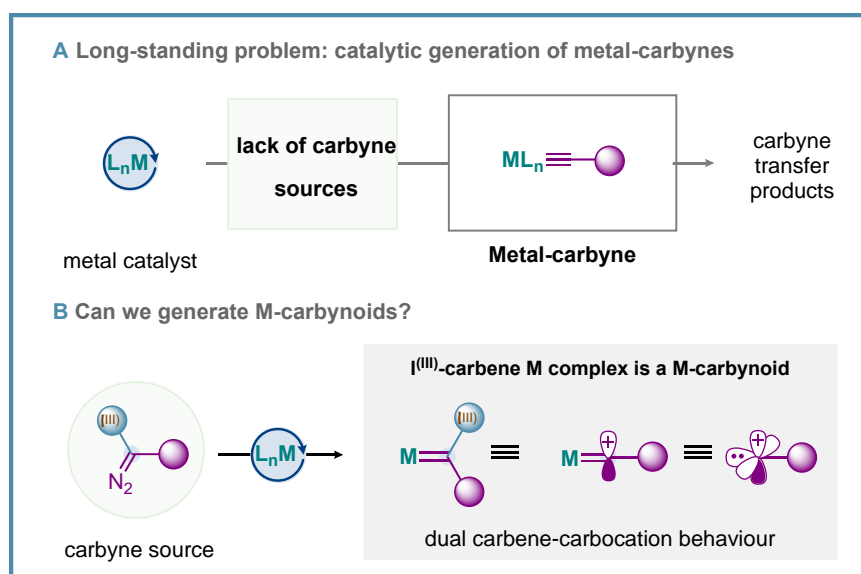 A Long-standing problem: catalytic generation of metal-carbynes
lack of carbyne
sources
LnM
MLn
carbyne
transfer
products
metal catalyst
Metal-carbyne
B Can we generate M-carbynoids?
I(III)-carbene M complex is a M-carbynoid
(III)
N2
LnM
M
(III)
M
+
+
carbyne source
dual carbene-carbocation behaviour